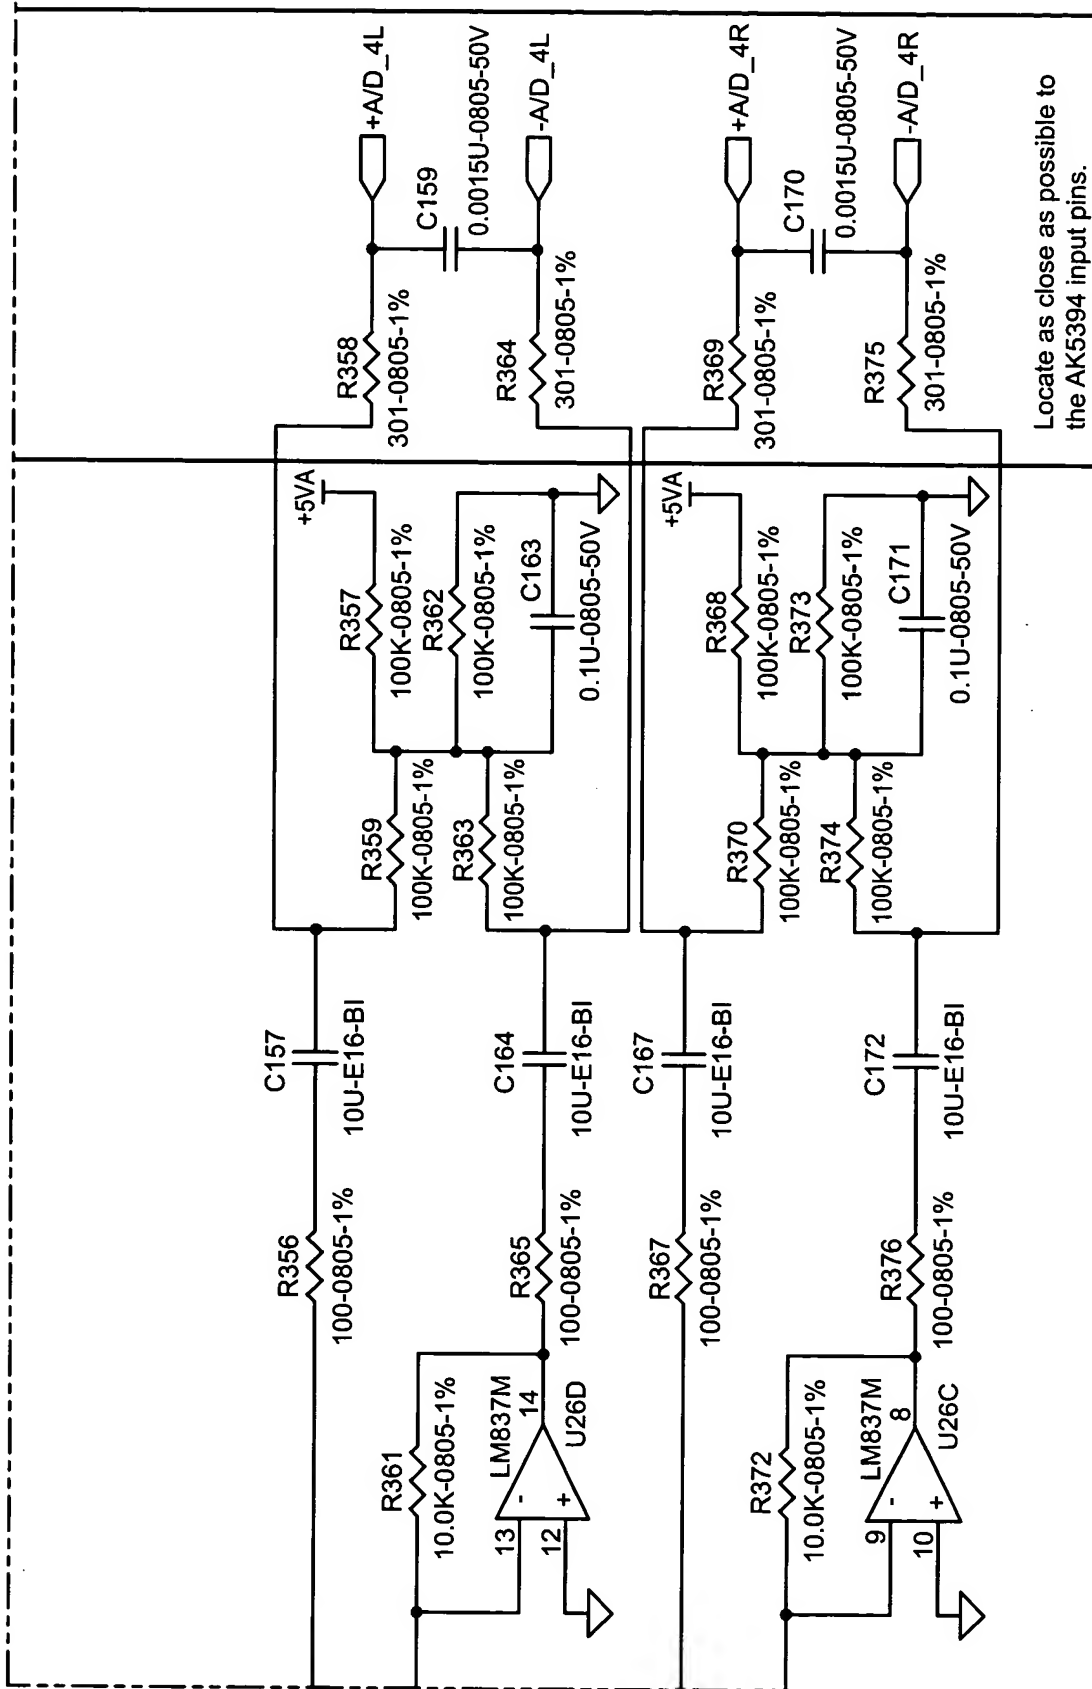 R356
100-0805-1%
C157
10U-E16-BI
R361
10.0K-0805-1%
LM837M
13
-
12
+
14
U26D
R365
100-0805-1%
C164
10U-E16-BI
R359
100K-0805-1%
R363
100K-0805-1%
+5VA
R357
100K-0805-1%
R362
100K-0805-1%
C163
0.1U-0805-50V
R358
301-0805-1%
R364
301-0805-1%
+A/D_4L
C159
0.0015U-0805-50V
-A/D_4L
R367
100-0805-1%
C167
10U-E16-BI
R372
10.0K-0805-1%
LM837M
9
-
10
+
8
U26C
R376
100-0805-1%
C172
10U-E16-BI
R370
100K-0805-1%
R374
100K-0805-1%
+5VA
R368
100K-0805-1%
R373
100K-0805-1%
C171
0.1U-0805-50V
R369
301-0805-1%
R375
301-0805-1%
+A/D_4R
C170
0.0015U-0805-50V
-A/D_4R
Locate as close as possible to
the AK5394 input pins.